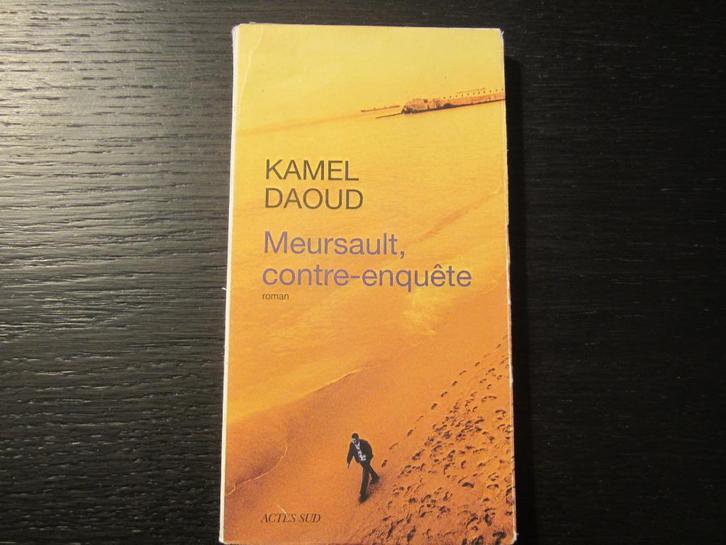 KAMEL
DAOUD
Meursault,
contre-enquête
roman
ACTES SUD